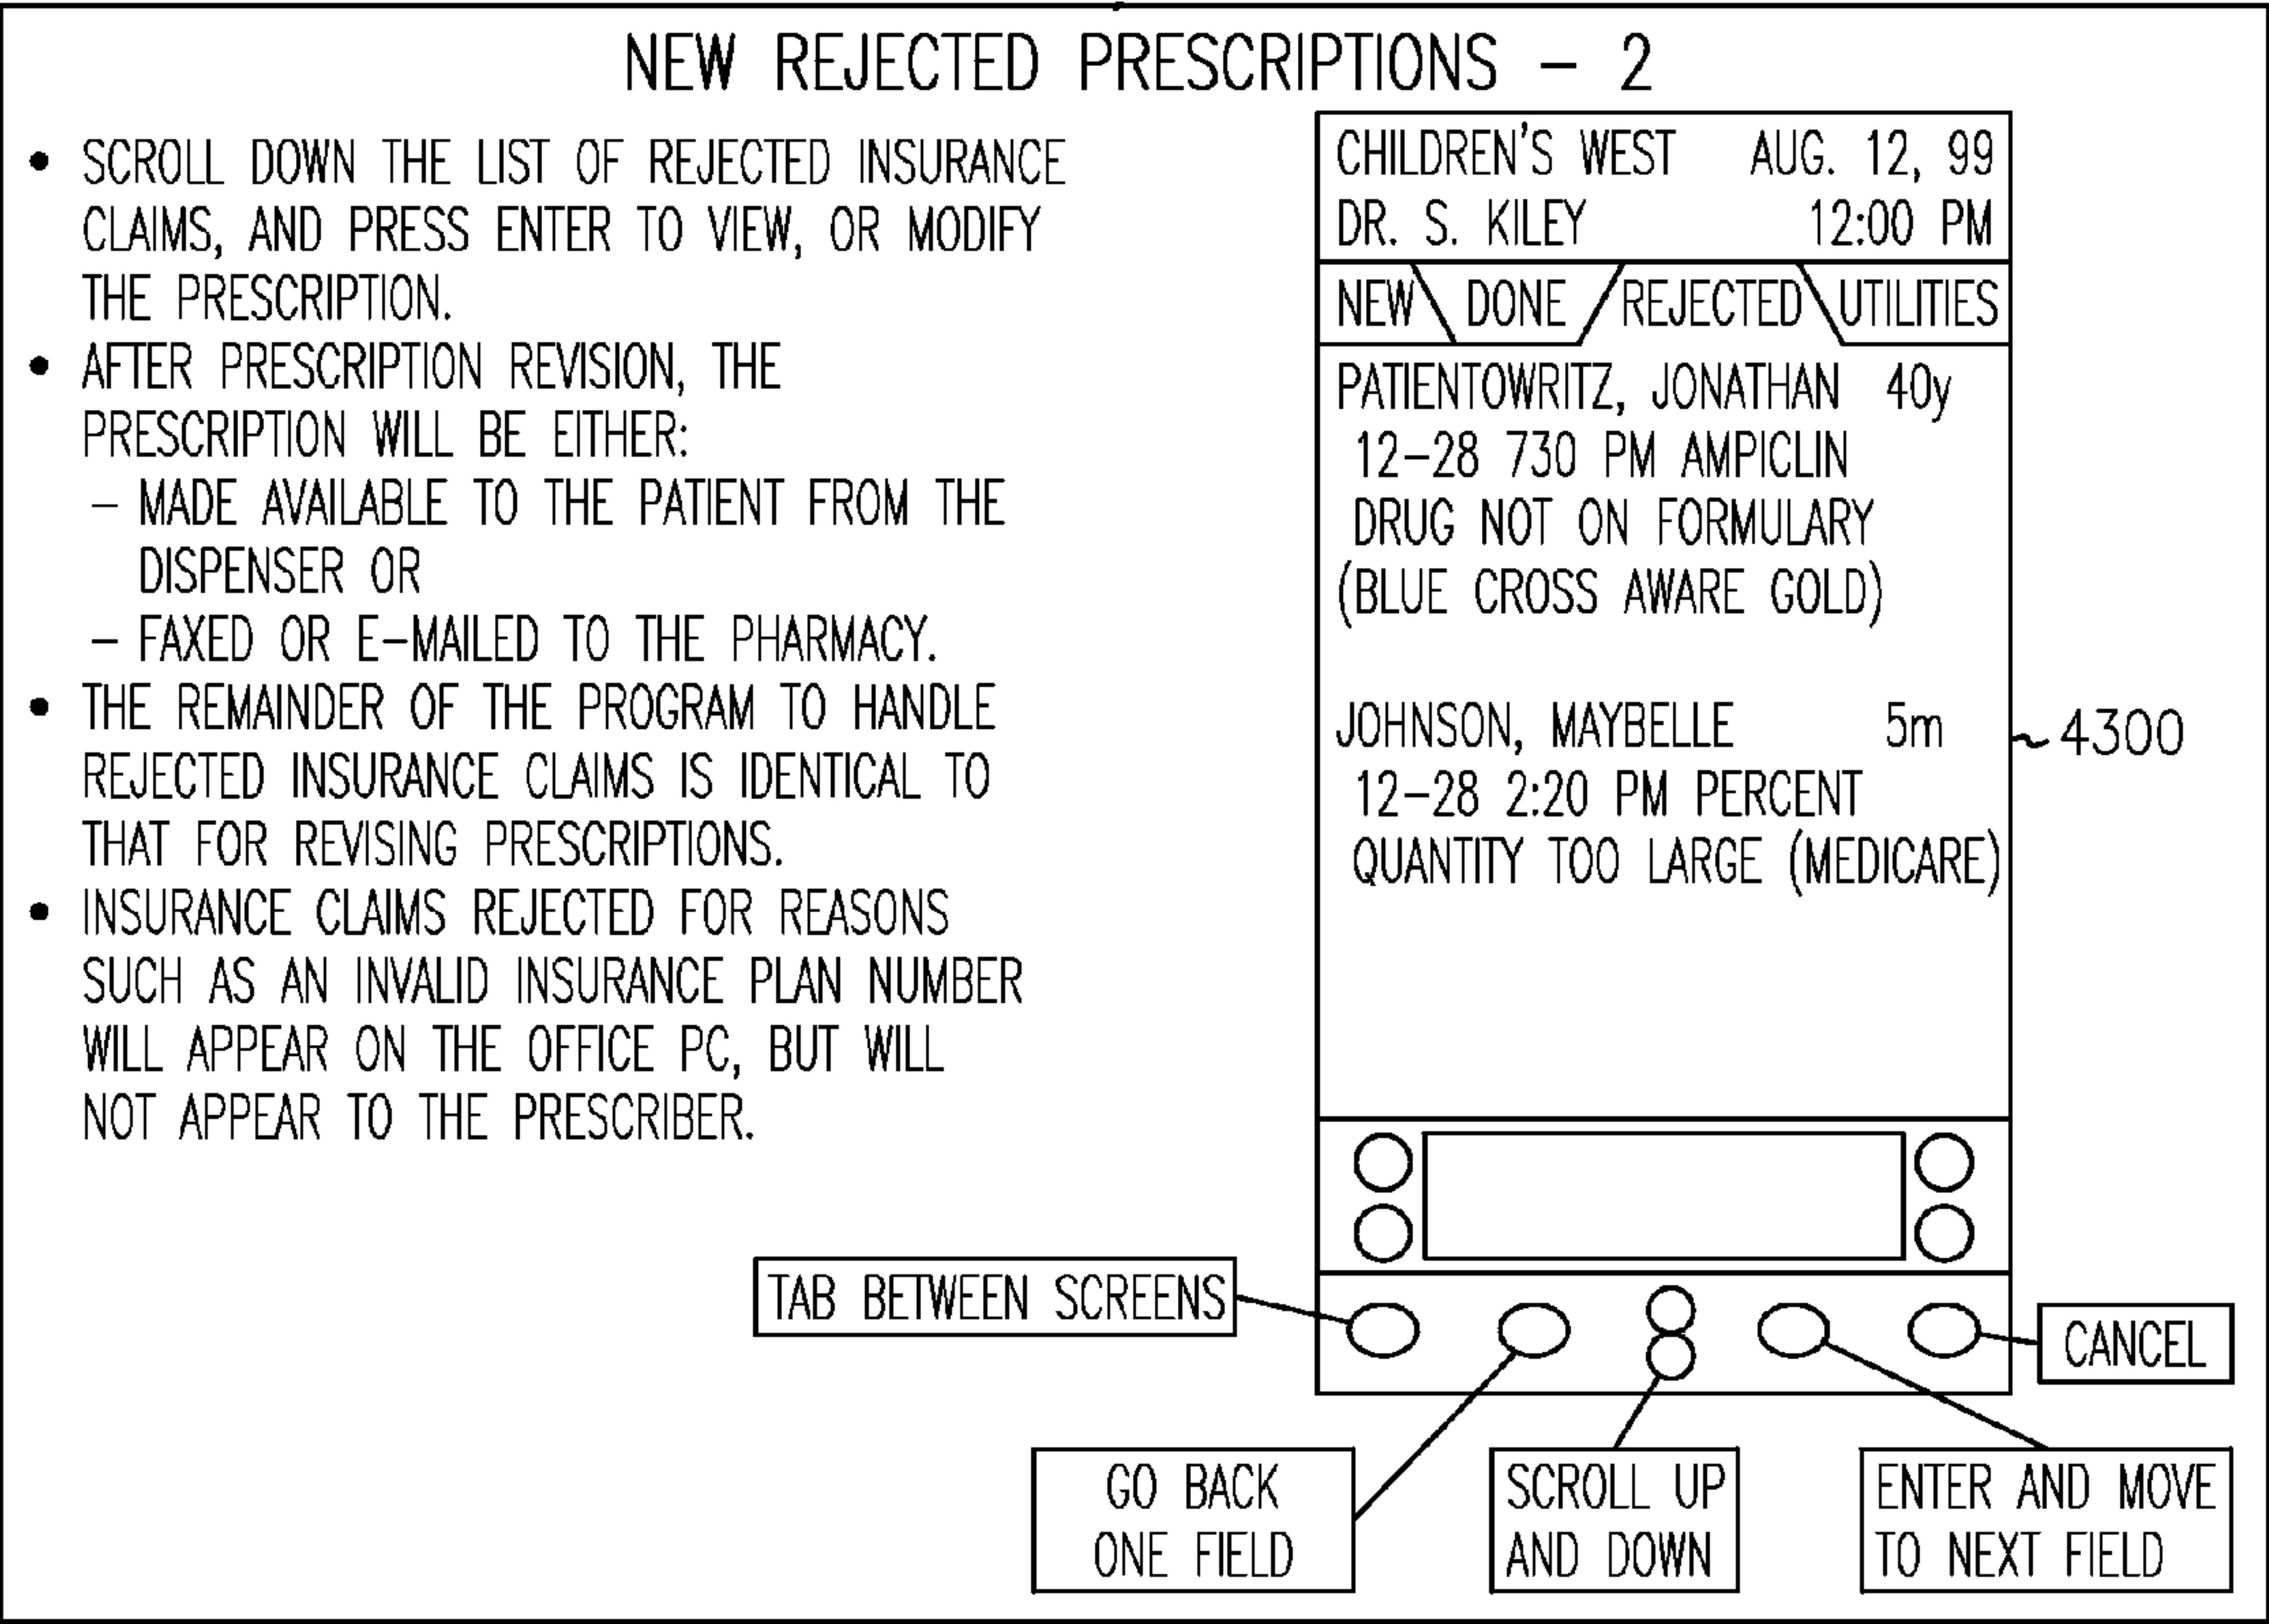 NEW REJECTED PRESCRIPTIONS - 2
• SCROLL DOWN THE LIST OF REJECTED INSURANCE
CLAIMS, AND PRESS ENTER TO VIEW, OR MODIFY
THE PRESCRIPTION.
• AFTER PRESCRIPTION REVISION, THE
PRESCRIPTION WILL BE EITHER:
– MADE AVAILABLE TO THE PATIENT FROM THE
DISPENSER OR
– FAXED OR E-MAILED TO THE PHARMACY.
• THE REMAINDER OF THE PROGRAM TO HANDLE
REJECTED INSURANCE CLAIMS IS IDENTICAL TO
THAT FOR REVISING PRESCRIPTIONS.
• INSURANCE CLAIMS REJECTED FOR REASONS
SUCH AS AN INVALID INSURANCE PLAN NUMBER
WILL APPEAR ON THE OFFICE PC, BUT WILL
NOT APPEAR TO THE PRESCRIBER.
CHILDREN'S WEST AUG. 12, 99
DR. S. KILEY 12:00 PM
NEW DONE REJECTED UTILITIES
PATIENTOWRITZ, JONATHAN 40y
12-28 730 PM AMPICLIN
DRUG NOT ON FORMULARY
(BLUE CROSS AWARE GOLD)
JOHNSON, MAYBELLE 5m
12-28 2:20 PM PERCENT
QUANTITY TOO LARGE (MEDICARE)
4300
TAB BETWEEN SCREENS
CANCEL
GO BACK
ONE FIELD
SCROLL UP
AND DOWN
ENTER AND MOVE
TO NEXT FIELD